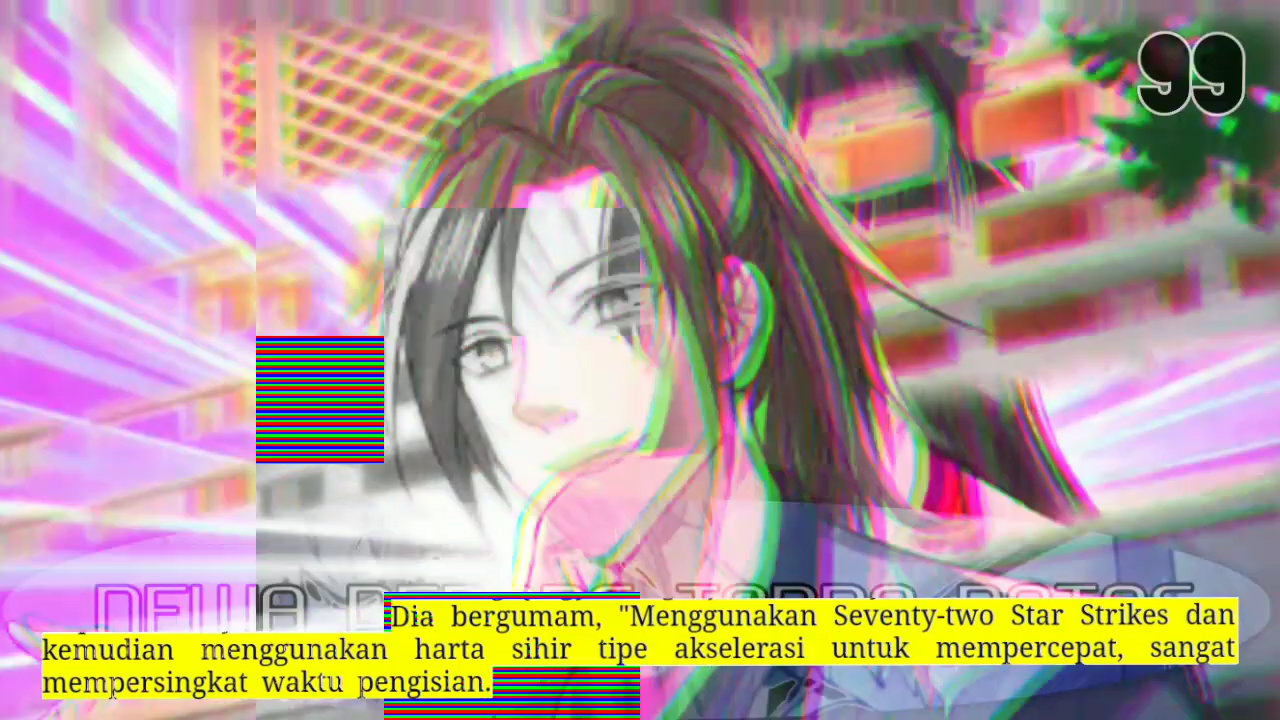 99
Dia bergumam, "Menggunakan Seventy-two Star Strikes dan
kemudian menggunakan harta sihir tipe akselerasi untuk mempercepat, sangat
mempersingkat waktu pengisian.